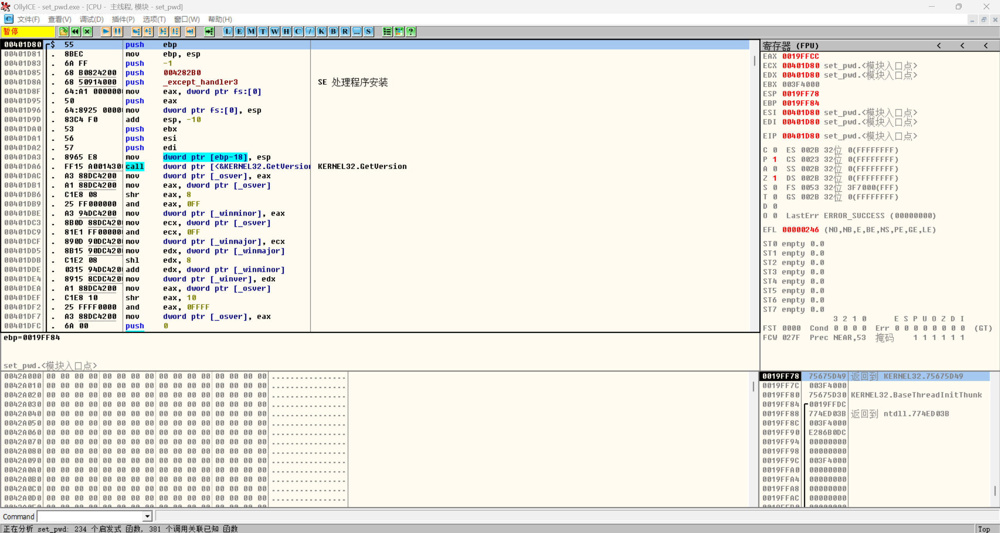 OllyICE - set_pwd.exe - [CPU - 主线程, 模块 - set_pwd]
文件(F) 查看(V) 调试(D) 插件(P) 选项(T) 窗口(W) 帮助(H)
暂停 L E M T W H C / K B R ... S ?
00401D80 $ 55 push ebp
00401D81 . 8BEC mov ebp, esp
00401D83 . 6A FF push -1
00401D85 . 68 B0824200 push 004282B0
00401D8A . 68 50914000 push _except_handler3 SE 处理程序安装
00401D8F . 64:A1 000000 mov eax, dword ptr fs:[0]
00401D95 . 50 push eax
00401D96 . 64:8925 0000 mov dword ptr fs:[0], esp
00401D9D . 83C4 F0 add esp, -10
00401DA0 . 53 push ebx
00401DA1 . 56 push esi
00401DA2 . 57 push edi
00401DA3 . 8965 E8 mov dword ptr [ebp-18], esp
00401DA6 . FF15 A001430 call dword ptr [<&KERNEL32.GetVersion KERNEL32.GetVersion
00401DAC . A3 88DC4200 mov dword ptr [_osver], eax
00401DB1 . A1 88DC4200 mov eax, dword ptr [_osver]
00401DB6 . C1E8 08 shr eax, 8
00401DB9 . 25 FF000000 and eax, 0FF
00401DBE . A3 94DC4200 mov dword ptr [_winminor], eax
00401DC3 . 8B0D 88DC420 mov ecx, dword ptr [_osver]
00401DC9 . 81E1 FF00000 and ecx, 0FF
00401DCF . 890D 90DC420 mov dword ptr [_winmajor], ecx
00401DD5 . 8B15 90DC420 mov edx, dword ptr [_winmajor]
00401DDB . C1E2 08 shl edx, 8
00401DDE . 0315 94DC420 add edx, dword ptr [_winminor]
00401DE4 . 8915 8CDC420 mov dword ptr [_winver], edx
00401DEA . A1 88DC4200 mov eax, dword ptr [_osver]
00401DEF . C1E8 10 shr eax, 10
00401DF2 . 25 FFFF0000 and eax, 0FFFF
00401DF7 . A3 88DC4200 mov dword ptr [_osver], eax
00401DFC . 6A 00 push 0
ebp=0019FF84
set_pwd.<模块入口点>
寄存器 (FPU) < < <
EAX 0019FFCC
ECX 00401D80 set_pwd.<模块入口点>
EDX 00401D80 set_pwd.<模块入口点>
EBX 003F4000
ESP 0019FF78
EBP 0019FF84
ESI 00401D80 set_pwd.<模块入口点>
EDI 00401D80 set_pwd.<模块入口点>
EIP 00401D80 set_pwd.<模块入口点>
C 0 ES 002B 32位 0(FFFFFFFF)
P 1 CS 0023 32位 0(FFFFFFFF)
A 0 SS 002B 32位 0(FFFFFFFF)
Z 1 DS 002B 32位 0(FFFFFFFF)
S 0 FS 0053 32位 3F7000(FFF)
T 0 GS 002B 32位 0(FFFFFFFF)
D 0
O 0 LastErr ERROR_SUCCESS (00000000)
EFL 00000246 (NO,NB,E,BE,NS,PE,GE,LE)
ST0 empty 0.0
ST1 empty 0.0
ST2 empty 0.0
ST3 empty 0.0
ST4 empty 0.0
ST5 empty 0.0
ST6 empty 0.0
ST7 empty 0.0
3 2 1 0 E S P U O Z D I
FST 0000 Cond 0 0 0 0 Err 0 0 0 0 0 0 0 0 (GT)
FCW 027F Prec NEAR,53 掩码 1 1 1 1 1 1
0042A000 00 00 00 00 00 00 00 00 00 00 00 00 00 00 00 00 ................
0042A010 00 00 00 00 00 00 00 00 00 00 00 00 00 00 00 00 ................
0042A020 00 00 00 00 00 00 00 00 00 00 00 00 00 00 00 00 ................
0042A030 00 00 00 00 00 00 00 00 00 00 00 00 00 00 00 00 ................
0042A040 00 00 00 00 00 00 00 00 00 00 00 00 00 00 00 00 ................
0042A050 00 00 00 00 00 00 00 00 00 00 00 00 00 00 00 00 ................
0042A060 00 00 00 00 00 00 00 00 00 00 00 00 00 00 00 00 ................
0042A070 00 00 00 00 00 00 00 00 00 00 00 00 00 00 00 00 ................
0042A080 00 00 00 00 00 00 00 00 00 00 00 00 00 00 00 00 ................
0042A090 00 00 00 00 00 00 00 00 00 00 00 00 00 00 00 00 ................
0042A0A0 00 00 00 00 00 00 00 00 00 00 00 00 00 00 00 00 ................
0042A0B0 00 00 00 00 00 00 00 00 00 00 00 00 00 00 00 00 ................
0042A0C0 00 00 00 00 00 00 00 00 00 00 00 00 00 00 00 00 ................
0042A0D0 00 00 00 00 00 00 00 00 00 00 00 00 00 00 00 00 ................
0019FF78 75675D49 返回到 KERNEL32.75675D49
0019FF7C 003F4000
0019FF80 75675D30 KERNEL32.BaseThreadInitThunk
0019FF84 0019FFDC
0019FF88 774ED03B 返回到 ntdll.774ED03B
0019FF8C 003F4000
0019FF90 E286B0DC
0019FF94 00000000
0019FF98 00000000
0019FF9C 003F4000
0019FFA0 00000000
0019FFA4 00000000
0019FFA8 00000000
0019FFAC 00000000
Command
正在分析 set_pwd: 234 个启发式 函数, 381 个调用关联已知 函数 Top